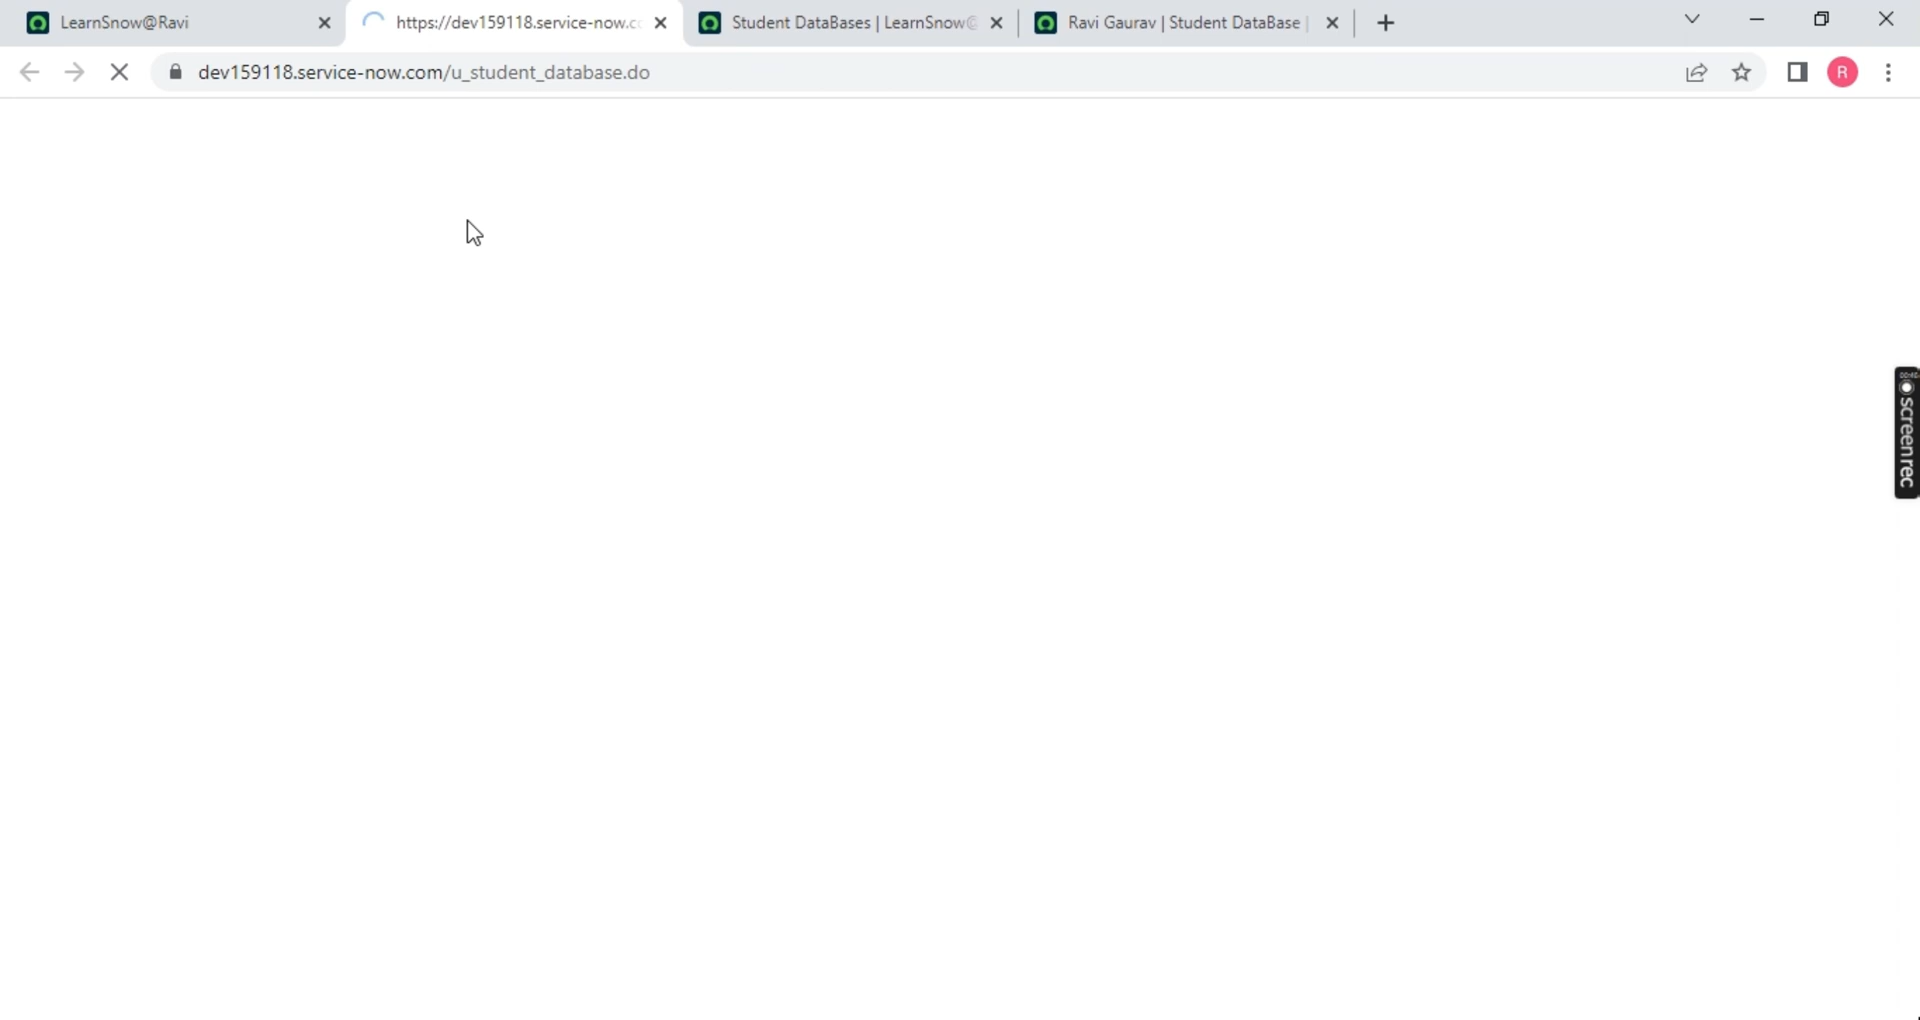 LearnSnow@Ravi
https://dev159118.service-now.cc
Student DataBases | LearnSnow@
Ravi Gaurav | Student DataBase |
dev159118.service-now.com/u_student_database.do
R
screenrec